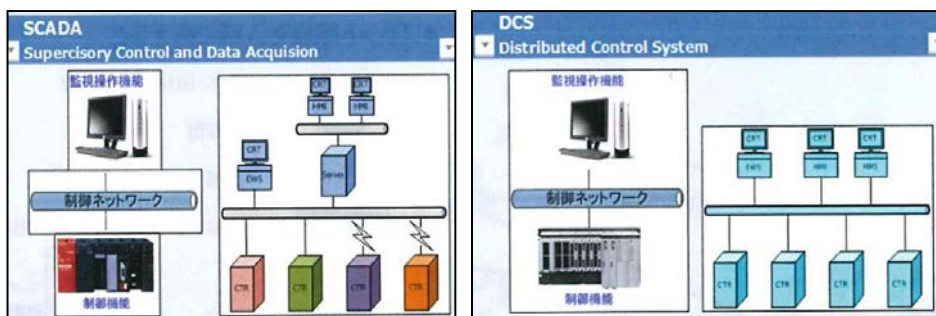 SCADA
Supercisory Control and Data Acquision
監視操作機能
制御ネットワーク
制御機能
CRT
CRT
HMI
HMI
CRT
EWS
Server
CTR
CTR
CTR
CTR
DCS
Distributed Control System
監視操作機能
制御ネットワーク
制御機能
CRT
CRT
CRT
EWS
HMI
HMI
CTR
CTR
CTR
CTR